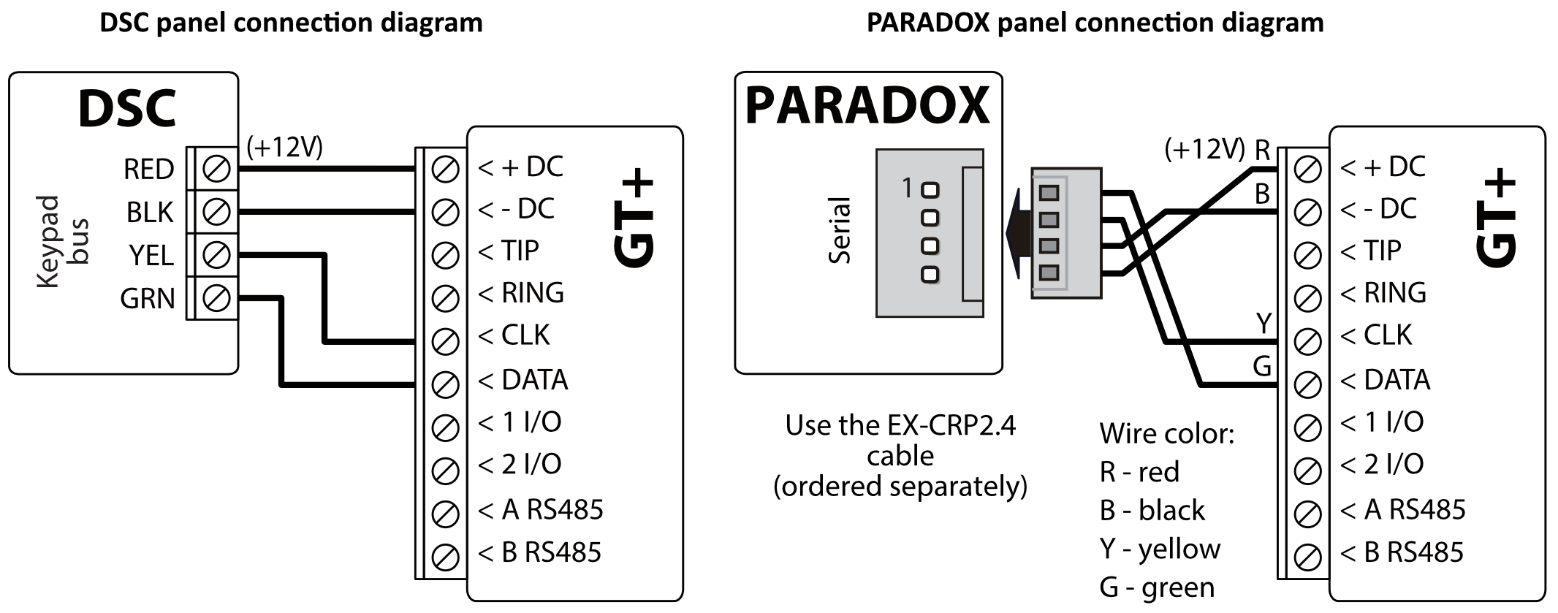 DSC panel connection diagram
DSC
(+12V)
RED
BLK
YEL
GRN
Keypad
bus
< + DC
< - DC
< TIP
< RING
< CLK
< DATA
< 1 I/O
< 2 I/O
< A RS485
< B RS485
GT+
PARADOX panel connection diagram
PARADOX
Serial
1
(+12V) R
B
Y
G
< + DC
< - DC
< TIP
< RING
< CLK
< DATA
< 1 I/O
< 2 I/O
< A RS485
< B RS485
GT+
Use the EX-CRP2.4
cable
(ordered separately)
Wire color:
R - red
B - black
Y - yellow
G - green